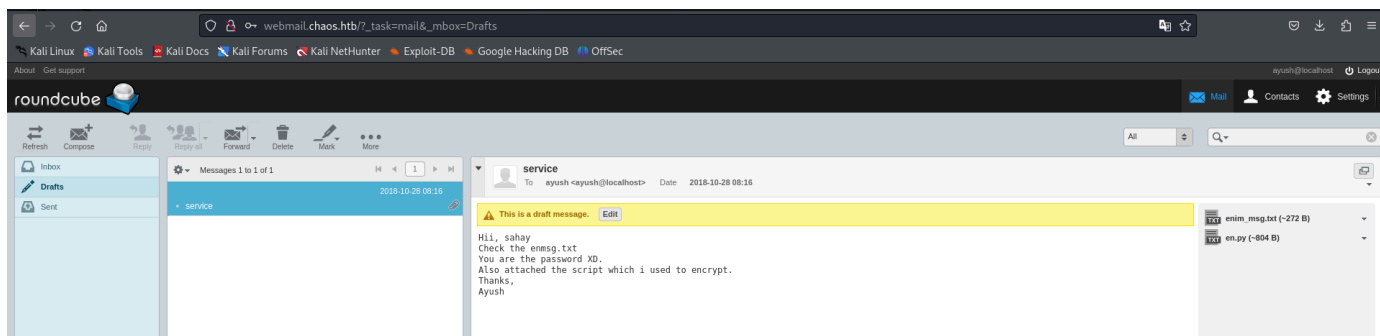 webmail.chaos.htb/?_task=mail&_mbox=Drafts
Kali Linux Kali Tools Kali Docs Kali Forums Kali NetHunter Exploit-DB Google Hacking DB OffSec
About Get support ayush@localhost Logou
roundcube Mail Contacts Settings
Refresh Compose Reply Reply all Forward Delete Mark More All
Inbox
Drafts
Sent
Messages 1 to 1 of 1 1
2018-10-28 08:16
service
service
To ayush <ayush@localhost> Date 2018-10-28 08:16
This is a draft message. Edit
Hii, sahay
Check the enmsg.txt
You are the password XD.
Also attached the script which i used to encrypt.
Thanks,
Ayush
TXT enim_msg.txt (~272 B)
TXT en.py (~804 B)